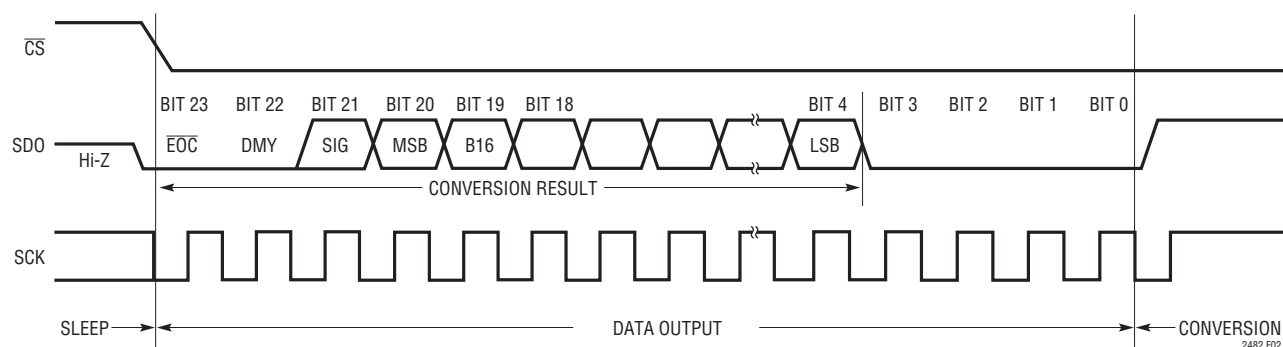 CS
BIT 23 BIT 22 BIT 21 BIT 20 BIT 19 BIT 18 BIT 4 BIT 3 BIT 2 BIT 1 BIT 0
SDO
Hi-Z
EOC DMY SIG MSB B16 LSB
CONVERSION RESULT
SCK
SLEEP DATA OUTPUT CONVERSION
2482 F02